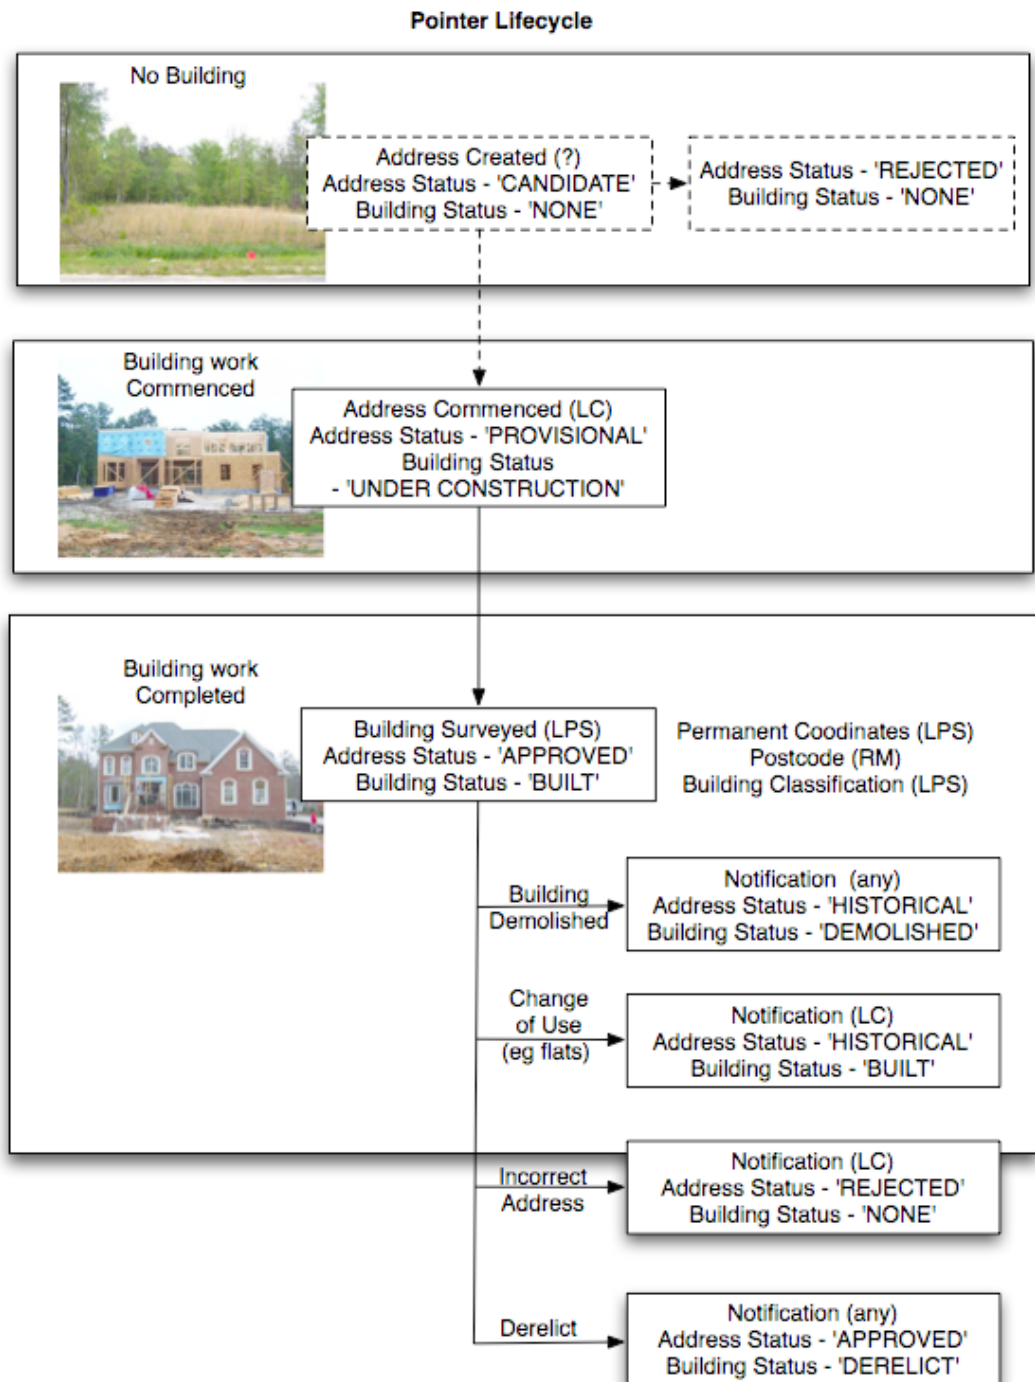 Pointer Lifecycle
No Building
Address Created (?)
Address Status - 'CANDIDATE'
Building Status - 'NONE'
Address Status - 'REJECTED'
Building Status - 'NONE'
Building work
Commenced
Address Commenced (LC)
Address Status - 'PROVISIONAL'
Building Status
- 'UNDER CONSTRUCTION'
Building work
Completed
Building Surveyed (LPS)
Address Status - 'APPROVED'
Building Status - 'BUILT'
Permanent Coodinates (LPS)
Postcode (RM)
Building Classification (LPS)
Building
Demolished
Notification (any)
Address Status - 'HISTORICAL'
Building Status - 'DEMOLISHED'
Change
of Use
(eg flats)
Notification (LC)
Address Status - 'HISTORICAL'
Building Status - 'BUILT'
Incorrect
Address
Notification (LC)
Address Status - 'REJECTED'
Building Status - 'NONE'
Derelict
Notification (any)
Address Status - 'APPROVED'
Building Status - 'DERELICT'